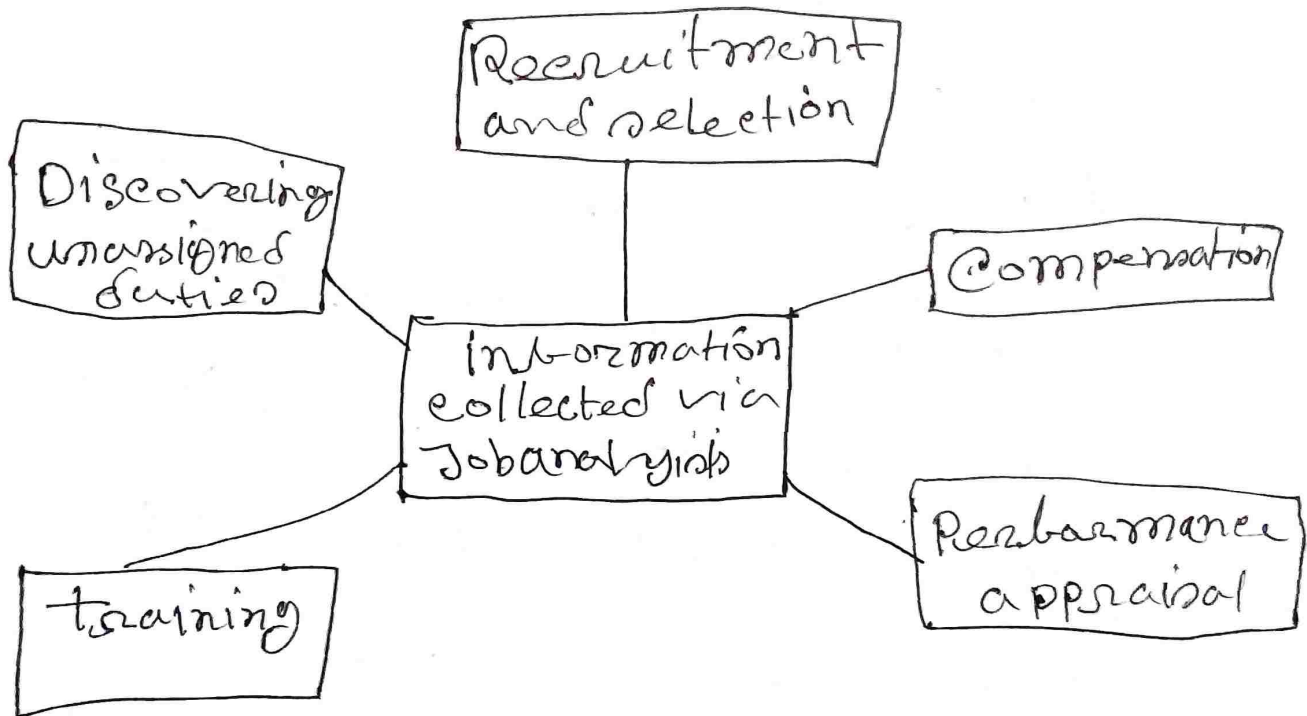 Recruitment
and selection
Discovering
unassigned
duties
Compensation
information
collected via
Jobanalysis
Performance
appraisal
training